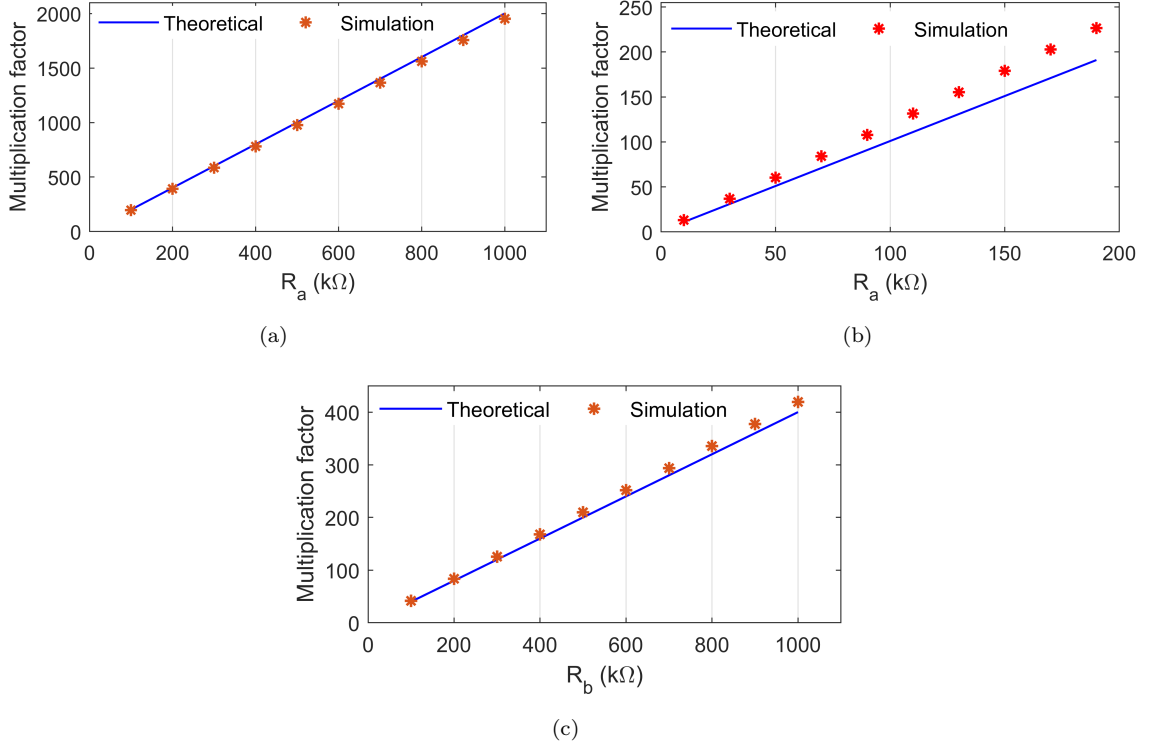 Theoretical Simulation
Multiplication factor
2000
1500
1000
500
0
0 200 400 600 800 1000
R_a (kΩ)
(a)
Theoretical Simulation
Multiplication factor
250
200
150
100
50
0
0 50 100 150 200
R_a (kΩ)
(b)
Theoretical Simulation
Multiplication factor
400
300
200
100
0
0 200 400 600 800 1000
R_b (kΩ)
(c)